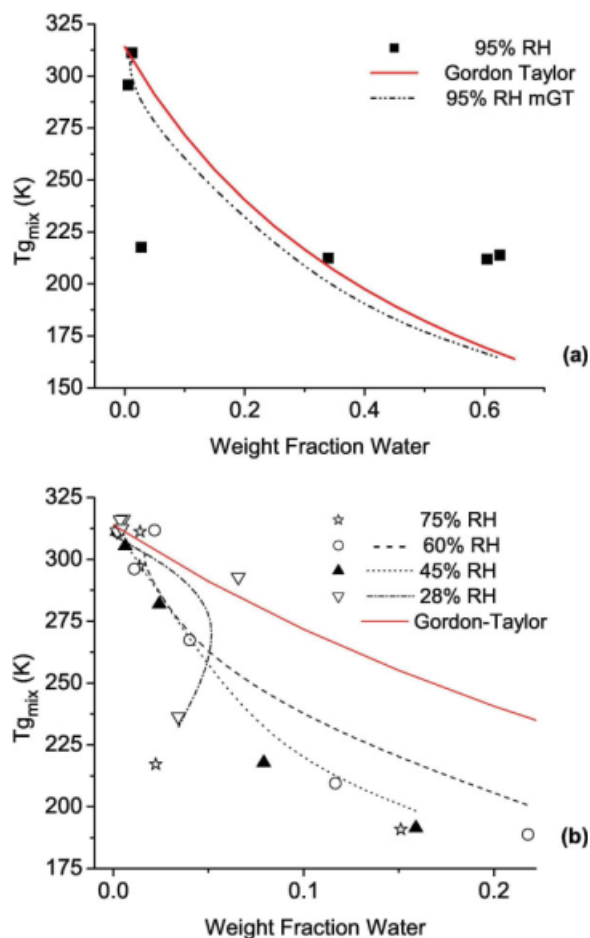 325
300
275
250
225
200
175
150
Tgmix (K)
95% RH
Gordon Taylor
95% RH mGT
(a)
0.0 0.2 0.4 0.6
Weight Fraction Water
325
300
275
250
225
200
175
Tgmix (K)
75% RH
60% RH
45% RH
28% RH
Gordon-Taylor
(b)
0.0 0.1 0.2
Weight Fraction Water